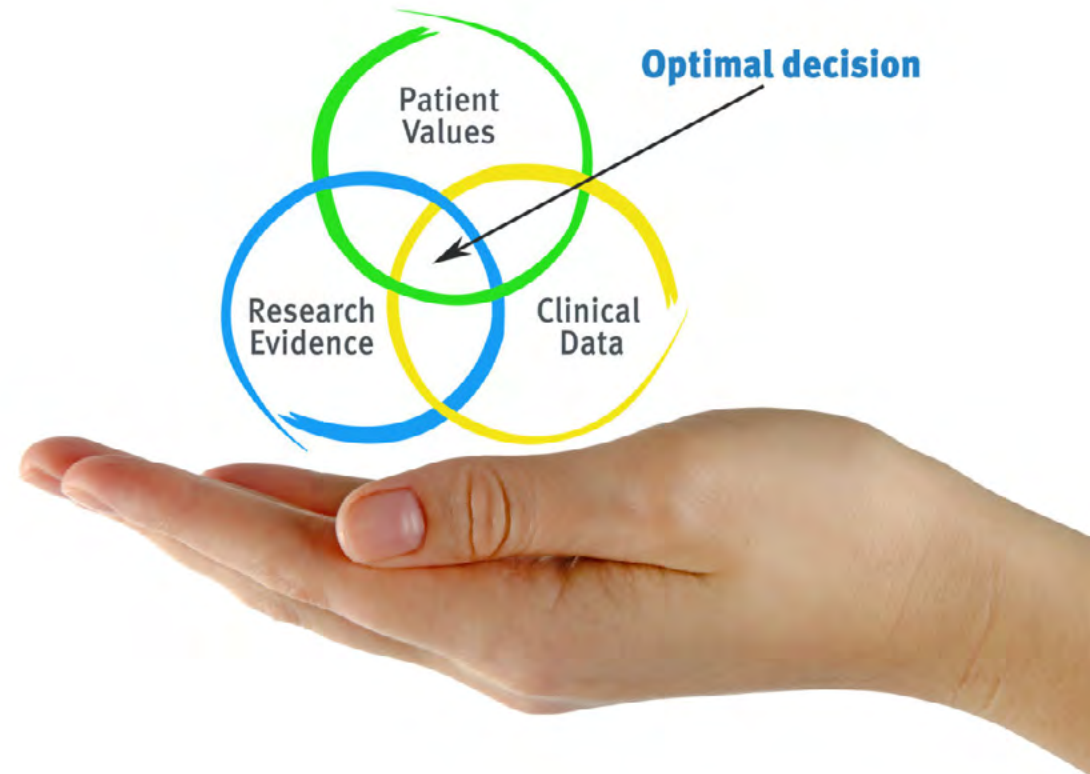 Optimal decision
Patient
Values
Research
Evidence
Clinical
Data